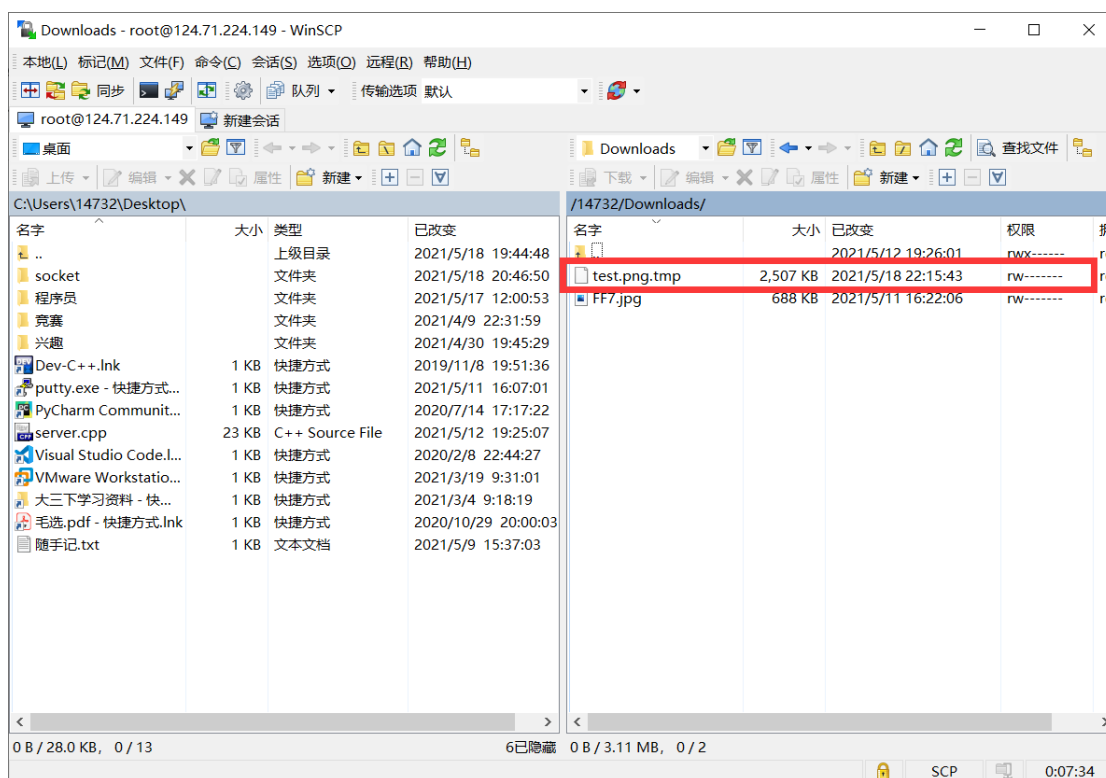 Downloads - root@124.71.224.149 - WinSCP
本地(L) 标记(M) 文件(F) 命令(C) 会话(S) 选项(O) 远程(R) 帮助(H)
同步 队列 传输选项 默认
root@124.71.224.149 新建会话
桌面 Downloads 查找文件
上传 编辑 属性 新建 下载 编辑 属性 新建
C:\Users\14732\Desktop\ /14732/Downloads/
名字 大小 类型 已改变
.. 上级目录 2021/5/18 19:44:48
socket 文件夹 2021/5/18 20:46:50
程序员 文件夹 2021/5/17 12:00:53
竞赛 文件夹 2021/4/9 22:31:59
兴趣 文件夹 2021/4/30 19:45:29
Dev-C++.lnk 1 KB 快捷方式 2019/11/8 19:51:36
putty.exe - 快捷方式... 1 KB 快捷方式 2021/5/11 16:07:01
PyCharm Communit... 1 KB 快捷方式 2020/7/14 17:17:22
server.cpp 23 KB C++ Source File 2021/5/12 19:25:07
Visual Studio Code.l... 1 KB 快捷方式 2020/2/8 22:44:27
VMware Workstatio... 1 KB 快捷方式 2021/3/19 9:31:01
大三下学习资料 - 快... 1 KB 快捷方式 2021/3/4 9:18:19
毛选.pdf - 快捷方式.lnk 1 KB 快捷方式 2020/10/29 20:00:03
随手记.txt 1 KB 文本文档 2021/5/9 15:37:03
名字 大小 已改变 权限
.. 2021/5/12 19:26:01 rwx------
test.png.tmp 2,507 KB 2021/5/18 22:15:43 rw-------
FF7.jpg 688 KB 2021/5/11 16:22:06 rw-------
0 B / 28.0 KB, 0 / 13 6已隐藏 0 B / 3.11 MB, 0 / 2
SCP 0:07:34